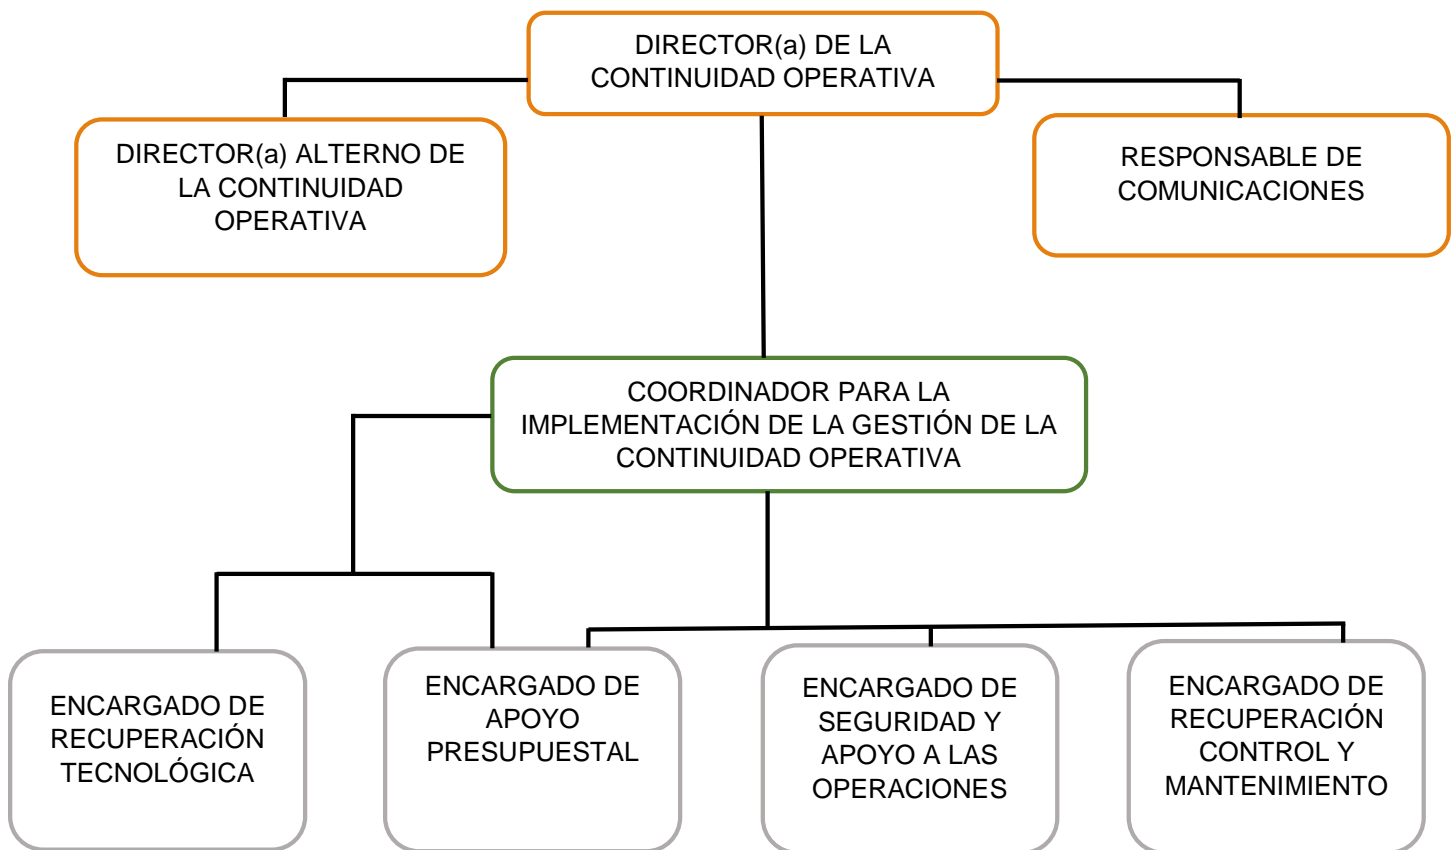 DIRECTOR(a) DE LA
CONTINUIDAD OPERATIVA
DIRECTOR(a) ALTERNO DE
LA CONTINUIDAD
OPERATIVA
RESPONSABLE DE
COMUNICACIONES
COORDINADOR PARA LA
IMPLEMENTACIÓN DE LA GESTIÓN DE LA
CONTINUIDAD OPERATIVA
ENCARGADO DE
RECUPERACIÓN
TECNOLÓGICA
ENCARGADO DE
APOYO
PRESUPUESTAL
ENCARGADO DE
SEGURIDAD Y
APOYO A LAS
OPERACIONES
ENCARGADO DE
RECUPERACIÓN
CONTROL Y
MANTENIMIENTO